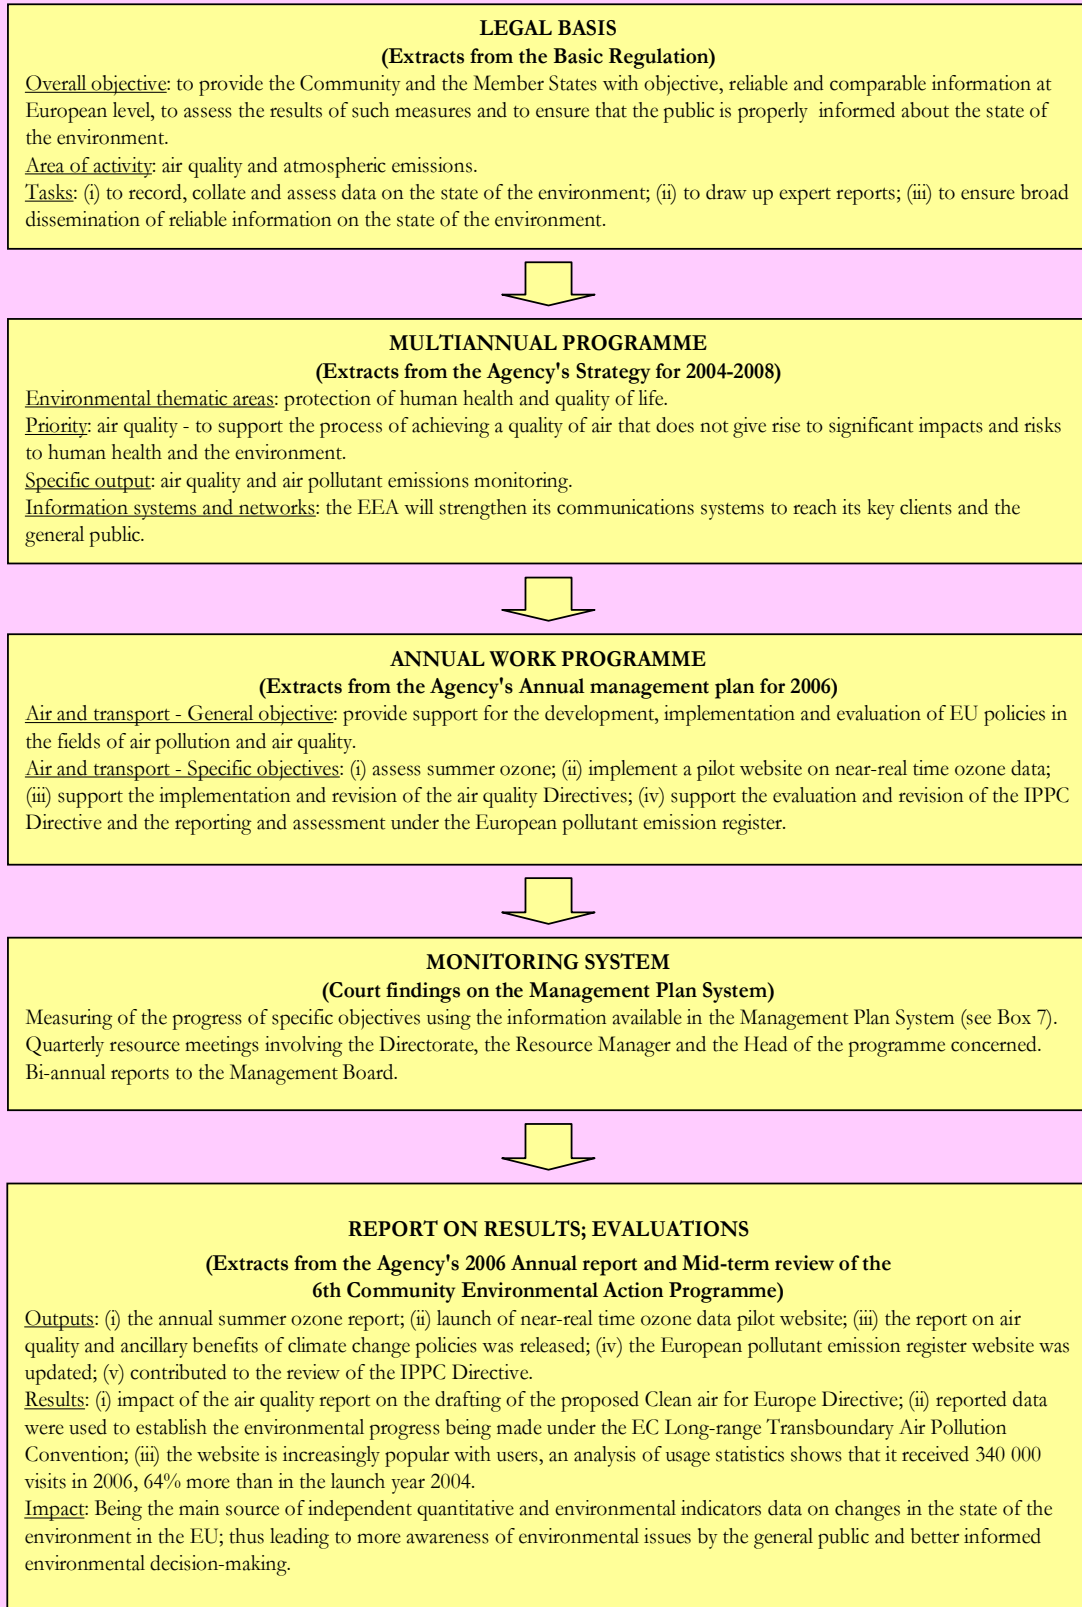 LEGAL BASIS
(Extracts from the Basic Regulation)
Overall objective: to provide the Community and the Member States with objective, reliable and comparable information at
European level, to assess the results of such measures and to ensure that the public is properly informed about the state of
the environment.
Area of activity: air quality and atmospheric emissions.
Tasks: (i) to record, collate and assess data on the state of the environment; (ii) to draw up expert reports; (iii) to ensure broad
dissemination of reliable information on the state of the environment.
MULTIANNUAL PROGRAMME
(Extracts from the Agency's Strategy for 2004-2008)
Environmental thematic areas: protection of human health and quality of life.
Priority: air quality - to support the process of achieving a quality of air that does not give rise to significant impacts and risks
to human health and the environment.
Specific output: air quality and air pollutant emissions monitoring.
Information systems and networks: the EEA will strengthen its communications systems to reach its key clients and the
general public.
ANNUAL WORK PROGRAMME
(Extracts from the Agency's Annual management plan for 2006)
Air and transport - General objective: provide support for the development, implementation and evaluation of EU policies in
the fields of air pollution and air quality.
Air and transport - Specific objectives: (i) assess summer ozone; (ii) implement a pilot website on near-real time ozone data;
(iii) support the implementation and revision of the air quality Directives; (iv) support the evaluation and revision of the IPPC
Directive and the reporting and assessment under the European pollutant emission register.
MONITORING SYSTEM
(Court findings on the Management Plan System)
Measuring of the progress of specific objectives using the information available in the Management Plan System (see Box 7).
Quarterly resource meetings involving the Directorate, the Resource Manager and the Head of the programme concerned.
Bi-annual reports to the Management Board.
REPORT ON RESULTS; EVALUATIONS
(Extracts from the Agency's 2006 Annual report and Mid-term review of the
6th Community Environmental Action Programme)
Outputs: (i) the annual summer ozone report; (ii) launch of near-real time ozone data pilot website; (iii) the report on air
quality and ancillary benefits of climate change policies was released; (iv) the European pollutant emission register website was
updated; (v) contributed to the review of the IPPC Directive.
Results: (i) impact of the air quality report on the drafting of the proposed Clean air for Europe Directive; (ii) reported data
were used to establish the environmental progress being made under the EC Long-range Transboundary Air Pollution
Convention; (iii) the website is increasingly popular with users, an analysis of usage statistics shows that it received 340 000
visits in 2006, 64% more than in the launch year 2004.
Impact: Being the main source of independent quantitative and environmental indicators data on changes in the state of the
environment in the EU; thus leading to more awareness of environmental issues by the general public and better informed
environmental decision-making.